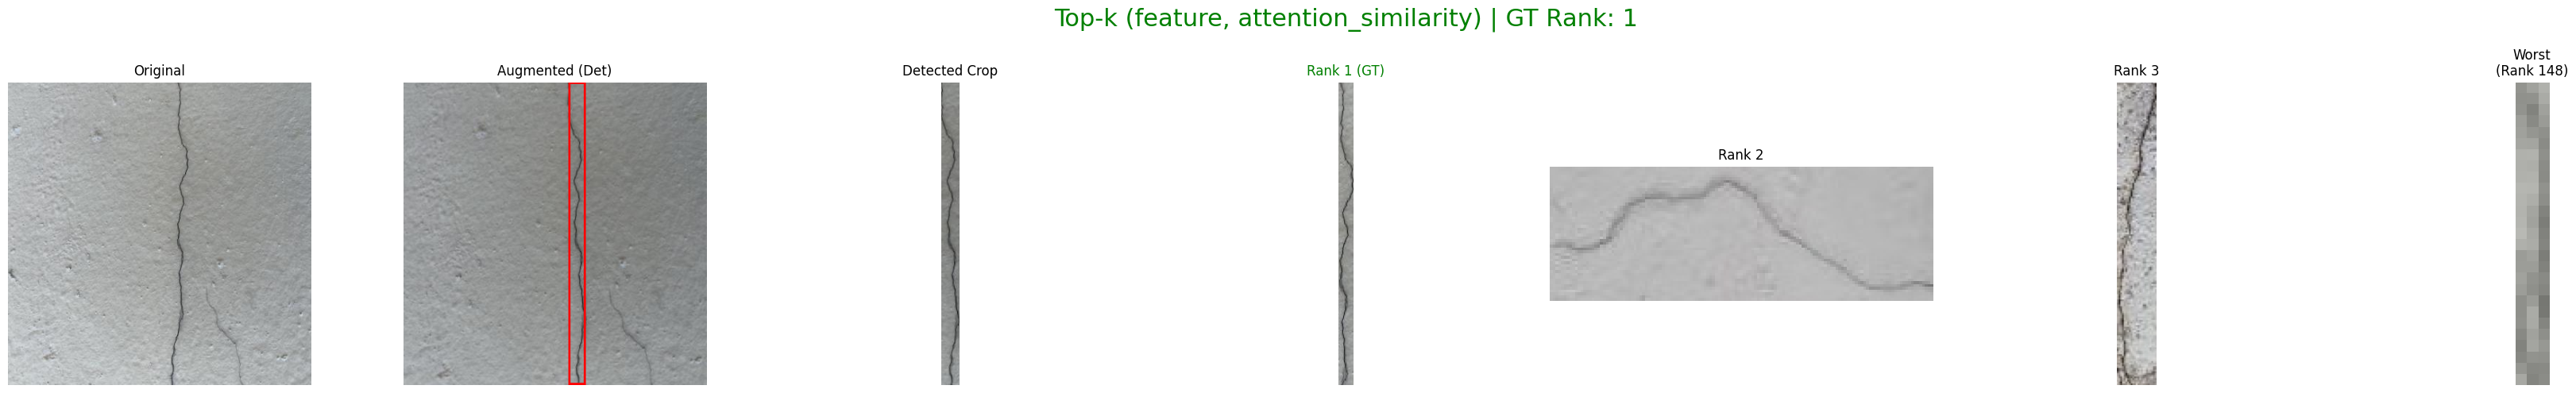 Top-k (feature, attention_similarity) | GT Rank: 1
Original
Augmented (Det)
Detected Crop
Rank 1 (GT)
Rank 2
Rank 3
Worst
(Rank 148)